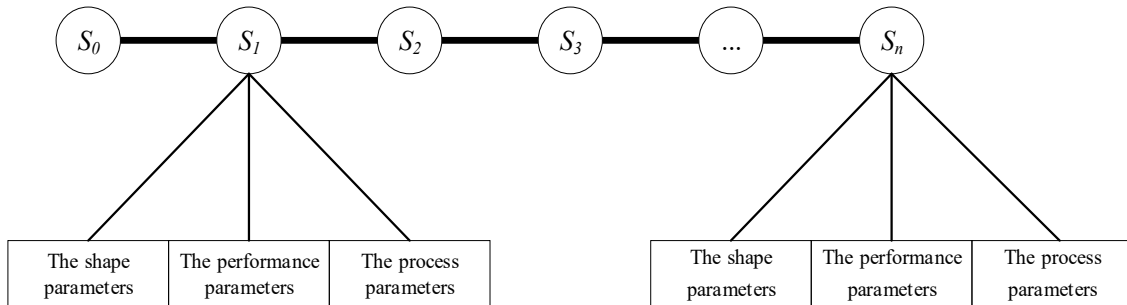 S0 S1 S2 S3 ... Sn
The shape
parameters
The performance
parameters
The process
parameters
The shape
parameters
The performance
parameters
The process
parameters